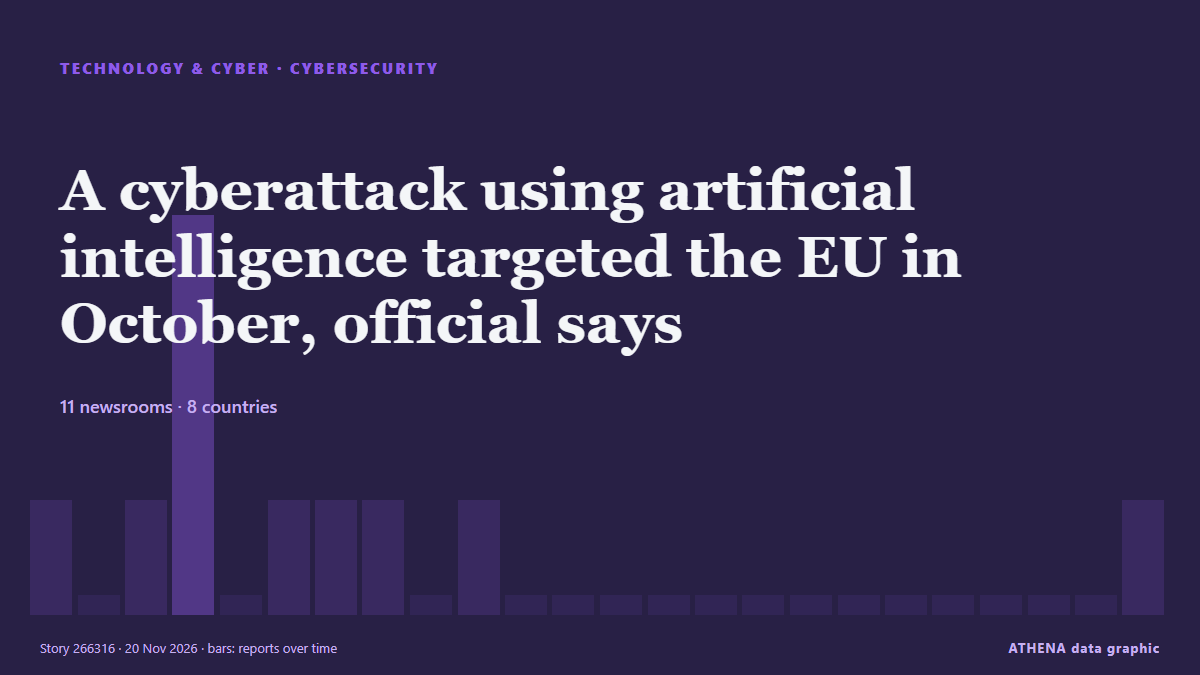 TECHNOLOGY & CYBER · CYBERSECURITY
A cyberattack using artificial
intelligence targeted the EU in
October, official says
11 newsrooms · 8 countries
Story 266316 · 20 Nov 2026 · bars: reports over time
ATHENA data graphic